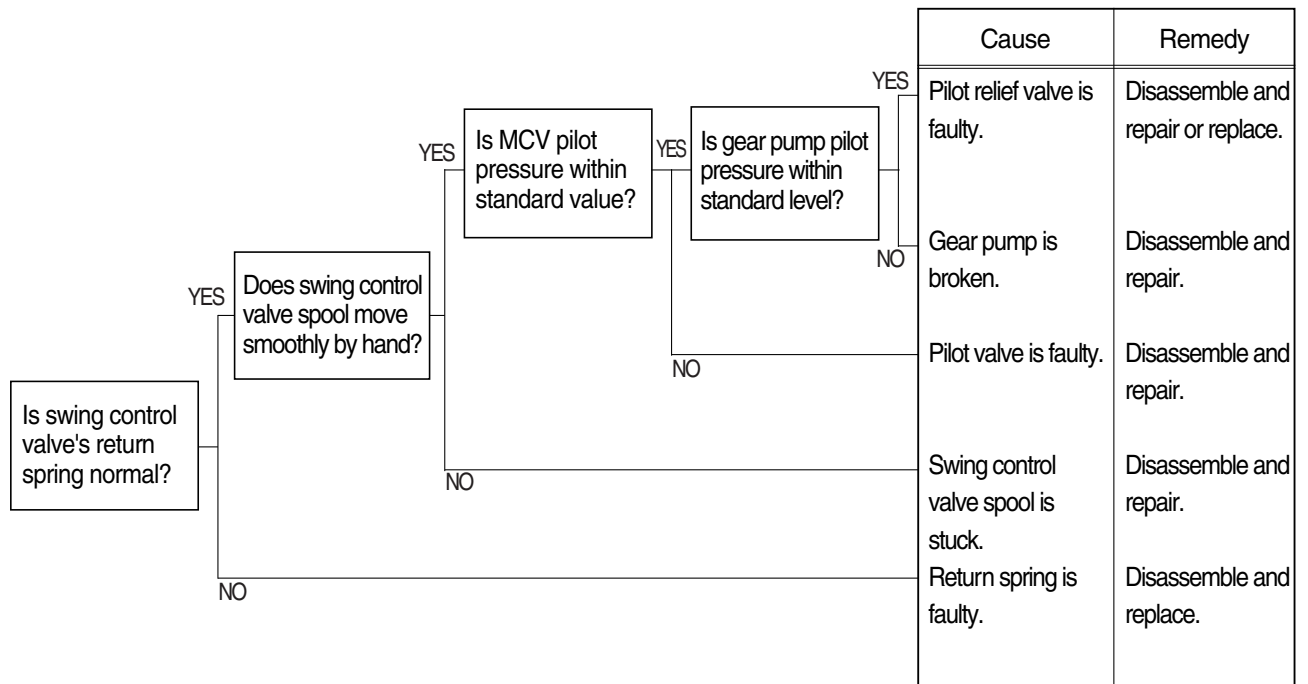 Cause
Remedy
YES
Pilot relief valve is
faulty.
Disassemble and
repair or replace.
YES
Is MCV pilot
pressure within
standard value?
YES
Is gear pump pilot
pressure within
standard level?
NO
Gear pump is
broken.
Disassemble and
repair.
YES
Does swing control
valve spool move
smoothly by hand?
NO
Pilot valve is faulty.
Disassemble and
repair.
Is swing control
valve's return
spring normal?
NO
Swing control
valve spool is
stuck.
Disassemble and
repair.
NO
Return spring is
faulty.
Disassemble and
replace.